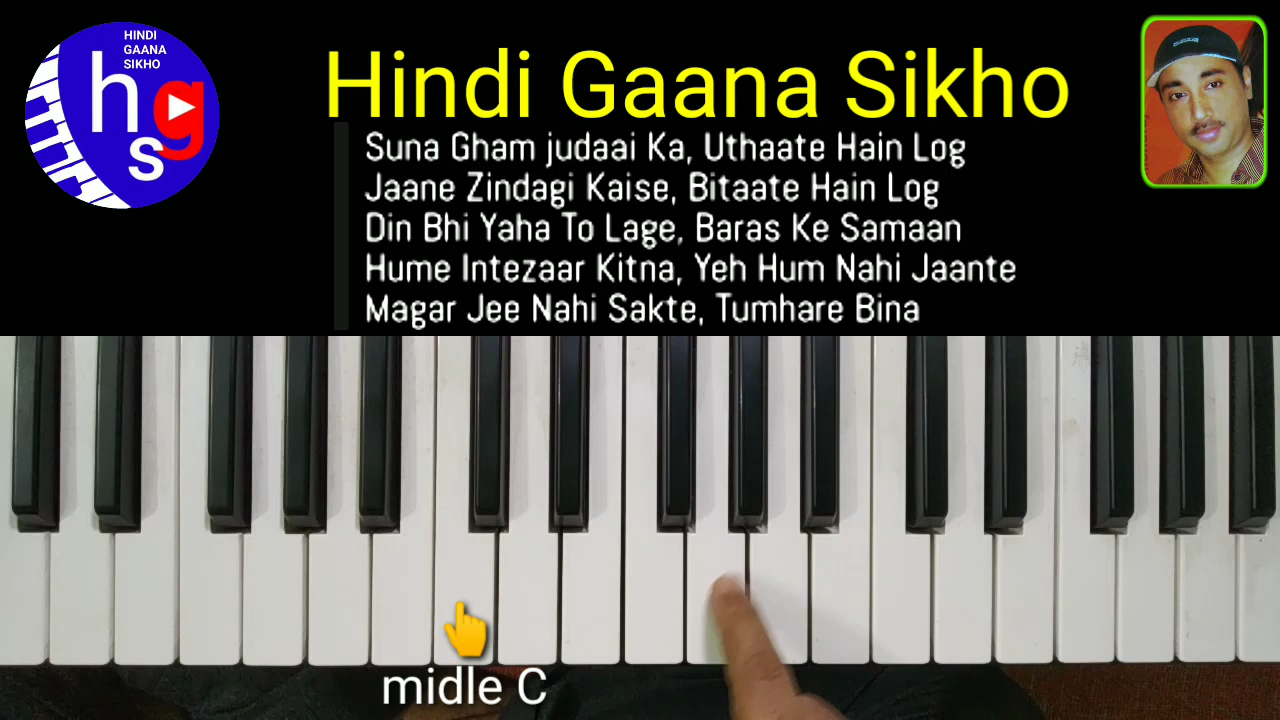 HINDI
GAANA
SIKHO
hgs
Hindi Gaana Sikho
Suna Gham judaai Ka, Uthaate Hain Log
Jaane Zindagi Kaise, Bitaate Hain Log
Din Bhi Yaha To Lage, Baras Ke Samaan
Hume Intezaar Kitna, Yeh Hum Nahi Jaante
Magar Jee Nahi Sakte, Tumhare Bina
midle C